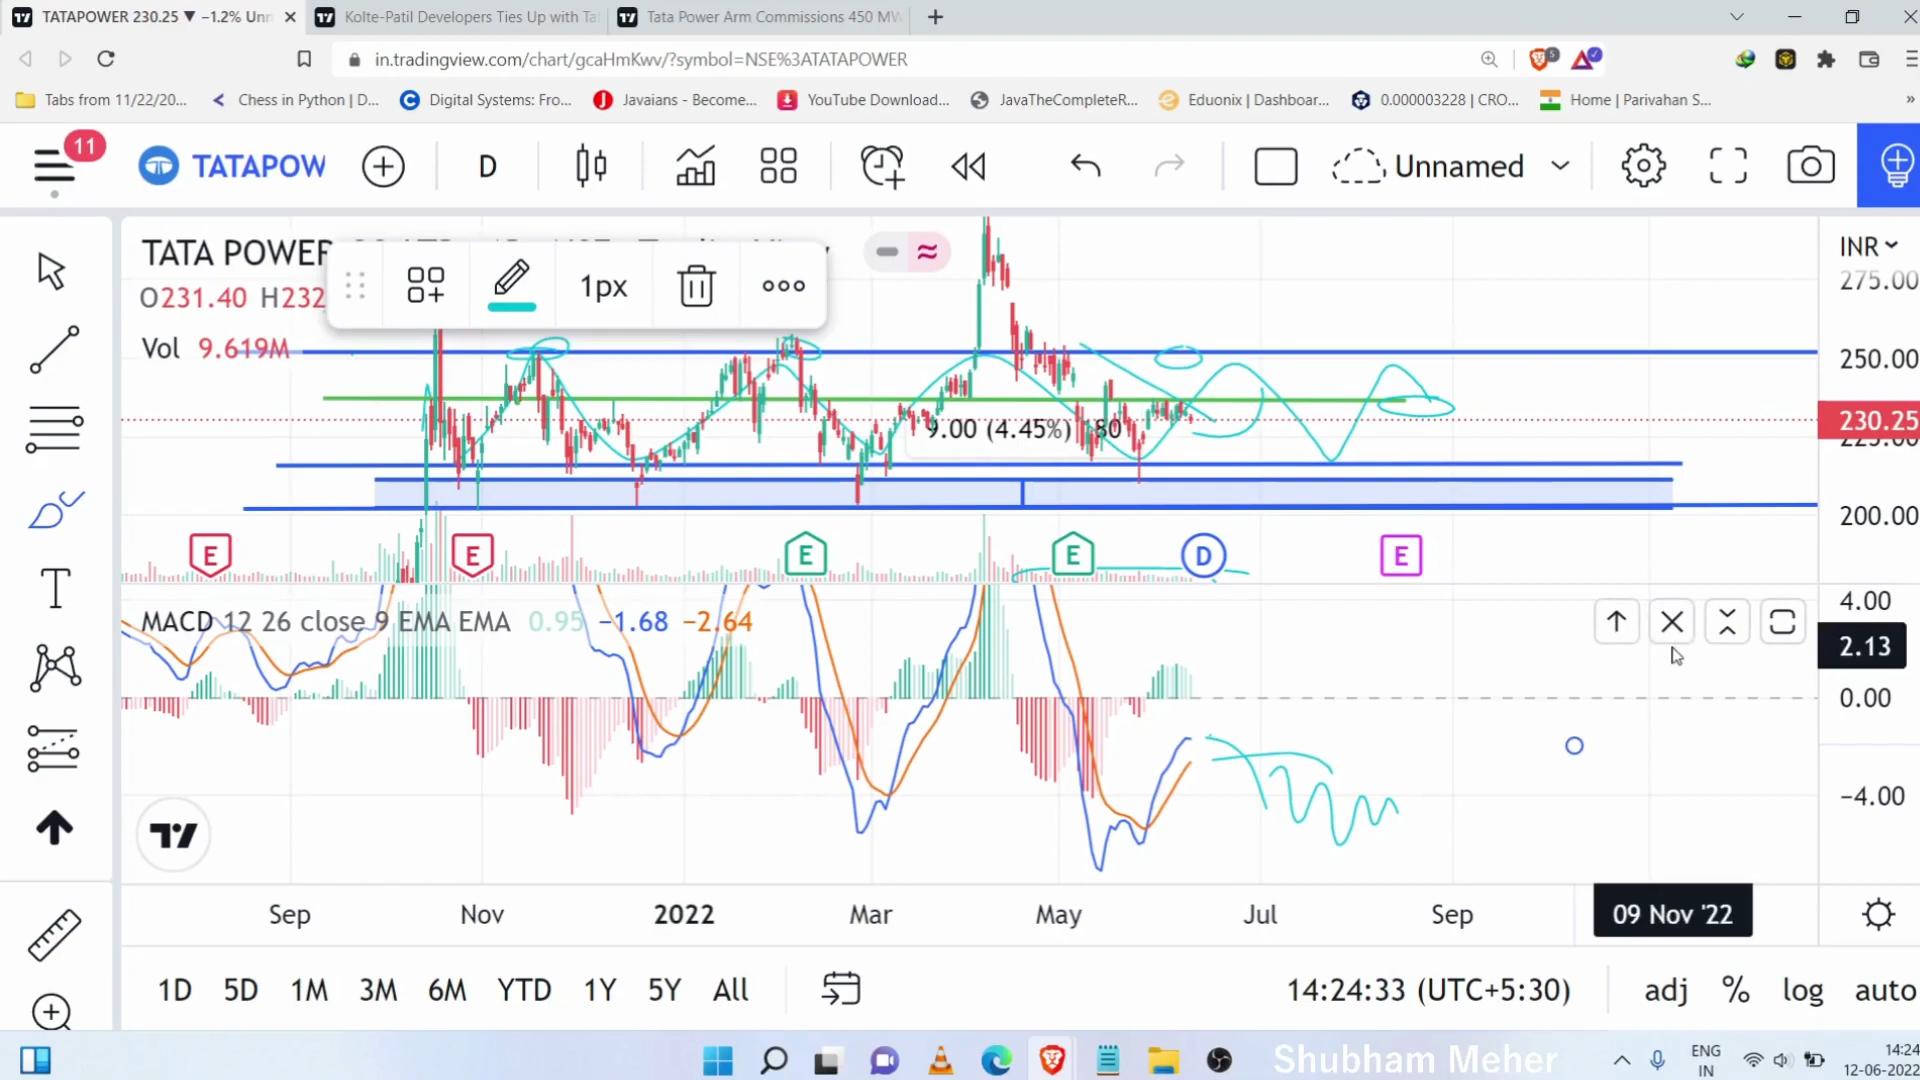 TATAPOWER 230.25 ▼ −1.2% Unn
Kolte-Patil Developers Ties Up with Ta
Tata Power Arm Commissions 450 MW
in.tradingview.com/chart/gcaHmKwv/?symbol=NSE%3ATATAPOWER
5
Tabs from 11/22/20...
Chess in Python | D...
Digital Systems: Fro...
Javaians - Become...
YouTube Download...
JavaTheCompleteR...
Eduonix | Dashboar...
0.000003228 | CRO...
Home | Parivahan S...
»
11
TATAPOW
D
Unnamed
TATA POWER
INR
O231.40 H232
1px
275.00
Vol 9.619M
250.00
230.25
9.00 (4.45%)
80
225.00
200.00
E
E
E
E
D
E
MACD 12 26 close 9 EMA EMA 0.95 −1.68 −2.64
4.00
2.13
0.00
−4.00
Sep
Nov
2022
Mar
May
Jul
Sep
09 Nov '22
1D 5D 1M 3M 6M YTD 1Y 5Y All
14:24:33 (UTC+5:30)
adj % log auto
Shubham Meher
ENG
IN
14:24
12-06-2022